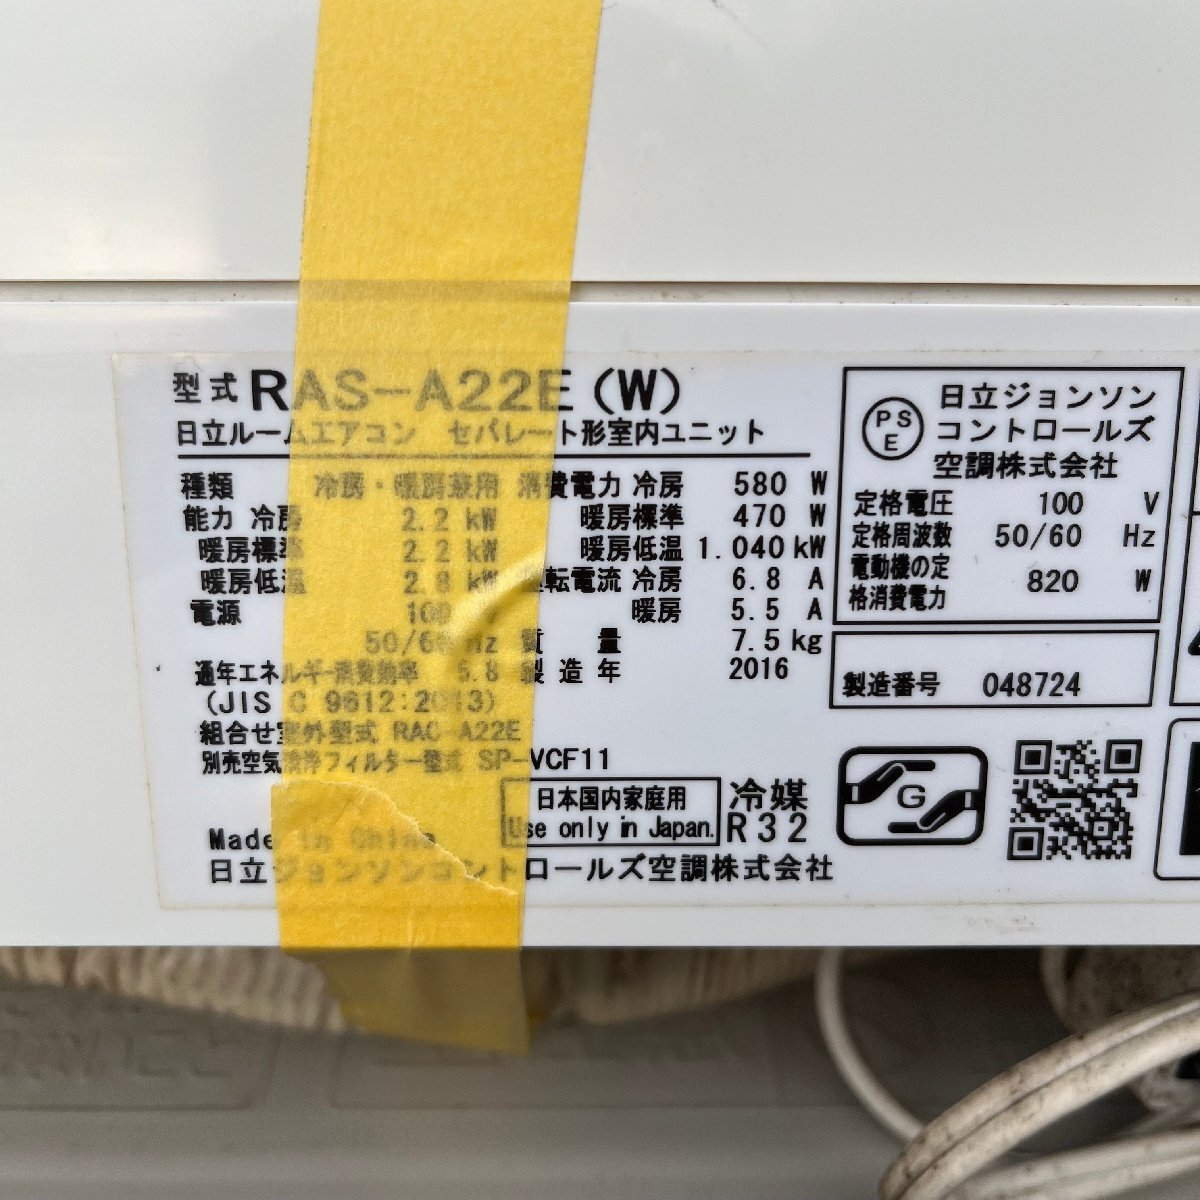 型式 RAS-A22E(W)
日立ルームエアコン セパレート形室内ユニット
種類 冷房・暖房兼用
能力 冷房 2.2 kW
暖房標準 2.2 kW
暖房低温 2.8 kW
電源 100 V
50/60 Hz
通年エネルギー消費効率 5.8
(JIS C 9612:2013)
組合せ室外型式 RAC-A22E
別売空気清浄フィルター型式 SP-VCF11
消費電力 冷房 580 W
暖房標準 470 W
暖房低温 1.040 kW
運転電流 冷房 6.8 A
暖房 5.5 A
質量 7.5 kg
製造年 2016
日本国内家庭用
Use only in Japan.
冷媒
R32
Made in China
日立ジョンソンコントロールズ空調株式会社
PS
E
日立ジョンソン
コントロールズ
空調株式会社
定格電圧 100 V
定格周波数 50/60 Hz
電動機の定
格消費電力 820 W
製造番号 048724
G